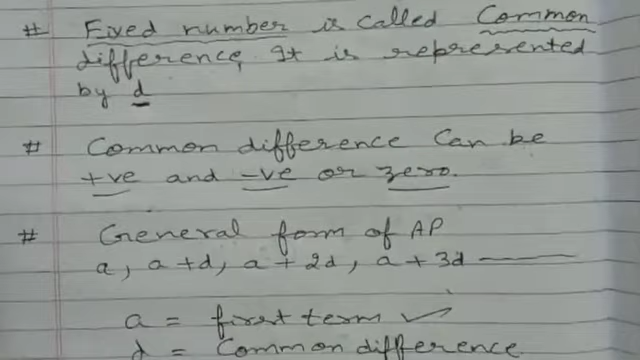 # Fixed number is called Common
difference, It is represented
by d
# Common difference Can be
+ve and -ve or zero.
# General form of AP
a, a+d, a+2d, a+3d ———
a = first term ✓
d = Common difference